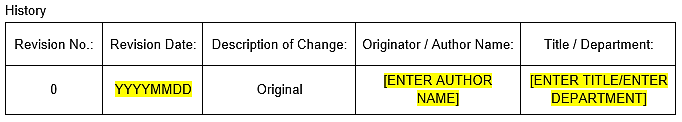 History
Revision No.: Revision Date: Description of Change: Originator / Author Name: Title / Department:
0 YYYYMMDD Original [ENTER AUTHOR NAME] [ENTER TITLE/ENTER DEPARTMENT]